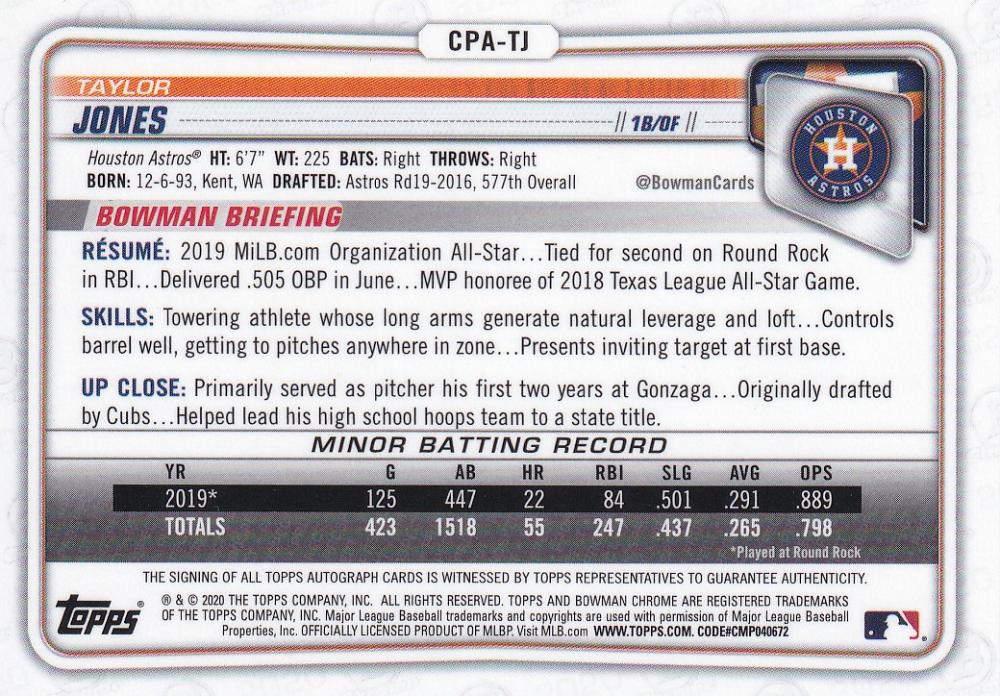 CPA-TJ
TAYLOR
JONES // 1B/OF //
HOUSTON
H
ASTROS®
Houston Astros® HT: 6'7" WT: 225 BATS: Right THROWS: Right
BORN: 12-6-93, Kent, WA DRAFTED: Astros Rd19-2016, 577th Overall @BowmanCards
BOWMAN BRIEFING
RÉSUMÉ: 2019 MiLB.com Organization All-Star...Tied for second on Round Rock
in RBI...Delivered .505 OBP in June...MVP honoree of 2018 Texas League All-Star Game.
SKILLS: Towering athlete whose long arms generate natural leverage and loft...Controls
barrel well, getting to pitches anywhere in zone...Presents inviting target at first base.
UP CLOSE: Primarily served as pitcher his first two years at Gonzaga...Originally drafted
by Cubs...Helped lead his high school hoops team to a state title.
MINOR BATTING RECORD
YR G AB HR RBI SLG AVG OPS
2019* 125 447 22 84 .501 .291 .889
TOTALS 423 1518 55 247 .437 .265 .798
*Played at Round Rock
THE SIGNING OF ALL TOPPS AUTOGRAPH CARDS IS WITNESSED BY TOPPS REPRESENTATIVES TO GUARANTEE AUTHENTICITY.
TOPPS®
® & © 2020 THE TOPPS COMPANY, INC. ALL RIGHTS RESERVED. TOPPS AND BOWMAN CHROME ARE REGISTERED TRADEMARKS
OF THE TOPPS COMPANY, INC. Major League Baseball trademarks and copyrights are used with permission of Major League Baseball
Properties, Inc. OFFICIALLY LICENSED PRODUCT OF MLBP. Visit MLB.com WWW.TOPPS.COM. CODE#CMP040672